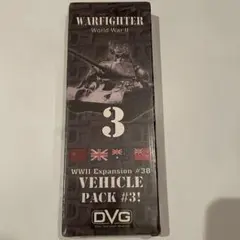 WARFIGHTER
World War II
3
WWII Expansion #38
VEHICLE
PACK #3!
DVG